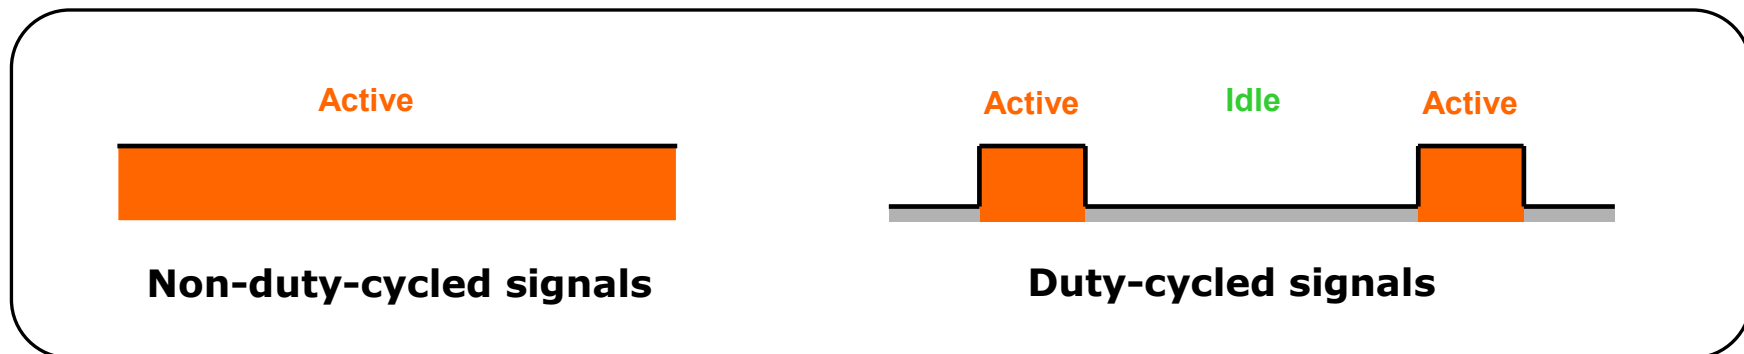 Active
Non-duty-cycled signals
Active Idle Active
Duty-cycled signals